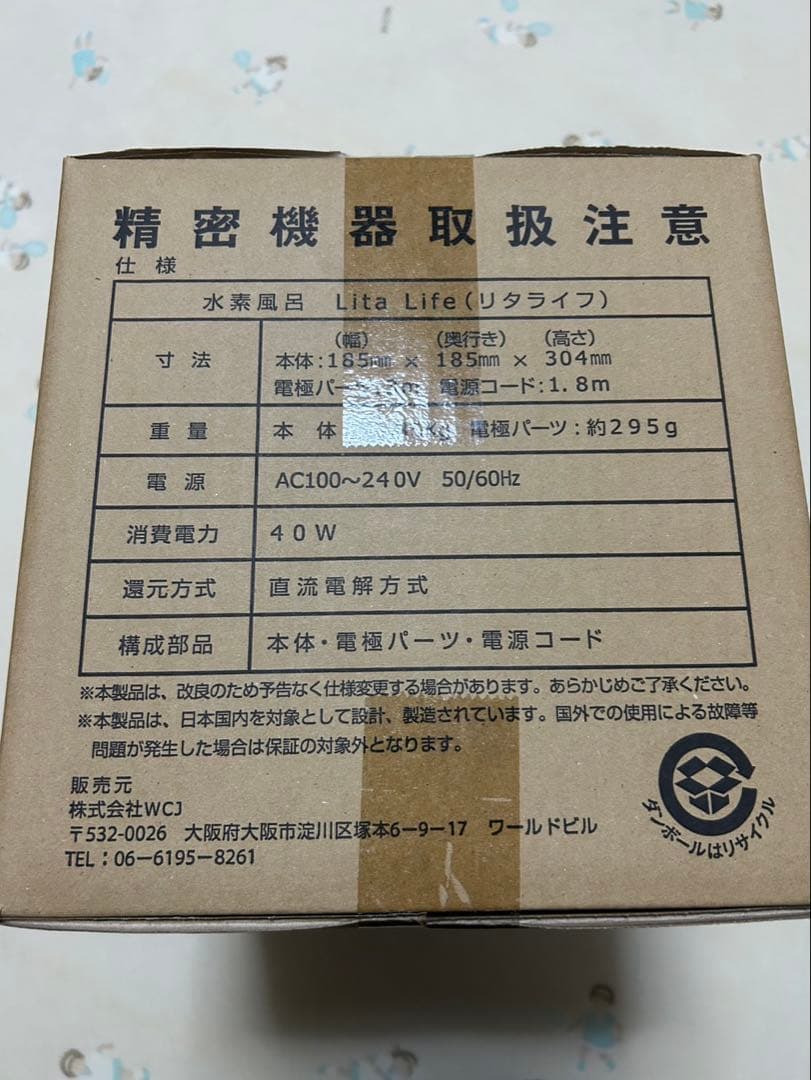 精密機器取扱注意
仕様
水素風呂 Lita Life(リタライフ)
寸法
(幅) (奥行き) (高さ)
本体:185㎜ × 185㎜ × 304㎜
電極パー 電源コード:1.8m
重量
本体 kg 電極パーツ:約295g
電源
AC100~240V 50/60Hz
消費電力
40W
還元方式
直流電解方式
構成部品
本体・電極パーツ・電源コード
※本製品は、改良のため予告なく仕様変更する場合があります。あらかじめご了承ください。
※本製品は、日本国内を対象として設計、製造されています。国外での使用による故障等
問題が発生した場合は保証の対象外となります。
販売元
株式会社WCJ
〒532-0026 大阪府大阪市淀川区塚本6-9-17 ワールドビル
TEL:06-6195-8261
ダンボールはリサイクル